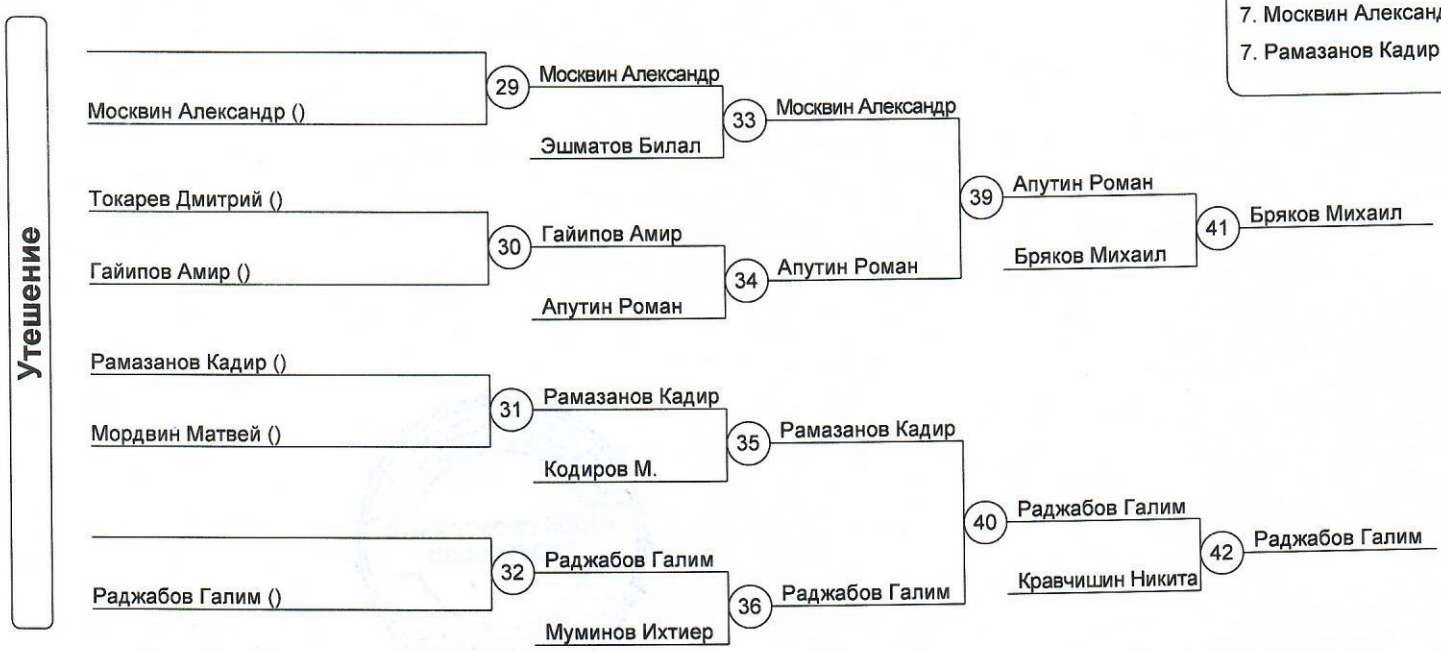 7. Москвин Александ
7. Рамазанов Кадир
Утешение
29
Москвин Александр
Москвин Александр ()
33
Москвин Александр
Эшматов Билал
Токарев Дмитрий ()
39
Апутин Роман
30
Гайипов Амир
41
Бряков Михаил
Гайипов Амир ()
34
Апутин Роман
Бряков Михаил
Апутин Роман
Рамазанов Кадир ()
31
Рамазанов Кадир
Мордвин Матвей ()
35
Рамазанов Кадир
Кодиров М.
40
Раджабов Галим
32
Раджабов Галим
42
Раджабов Галим
Кравчишин Никита
Раджабов Галим ()
36
Раджабов Галим
Муминов Ихтиер